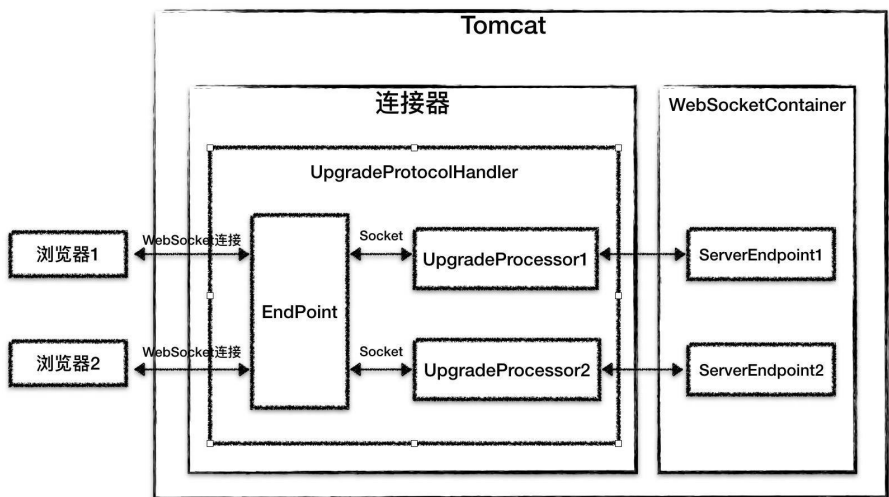 Tomcat
连接器
WebSocketContainer
UpgradeProtocolHandler
浏览器1
WebSocket连接
EndPoint
Socket
UpgradeProcessor1
ServerEndpoint1
浏览器2
WebSocket连接
Socket
UpgradeProcessor2
ServerEndpoint2